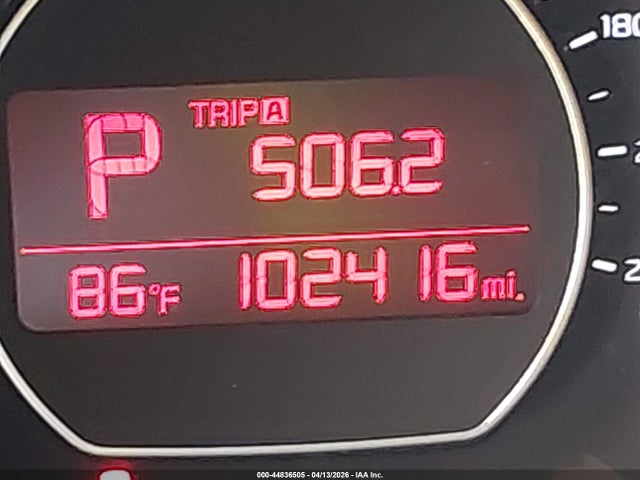 180
TRIP A
P
506.2
86°F 102416 mi.
000-44836505 - 04/13/2026 - IAA Inc.